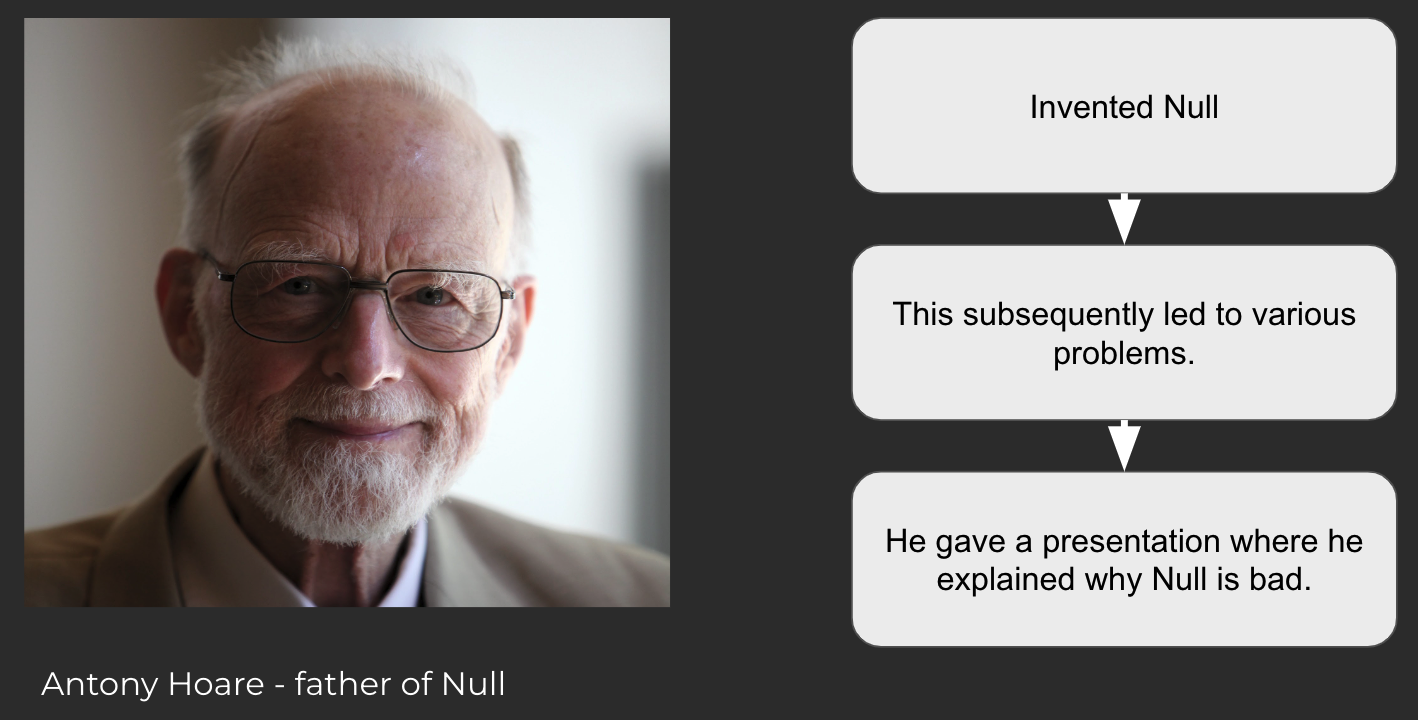 Invented Null
This subsequently led to various
problems.
He gave a presentation where he
explained why Null is bad.
Antony Hoare - father of Null